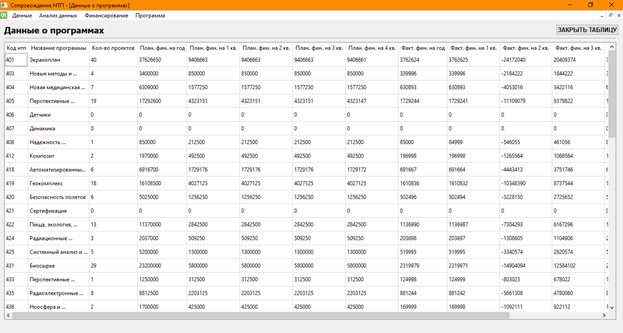 Сопровождение НТП - [Данные о программах]
Данные Анализ данных Финансирование Программа
Данные о программах ЗАКРЫТЬ ТАБЛИЦУ
Код нтп Название программы Кол-во проектов План. фин. на год План. фин. на 1 кв. План. фин. на 2 кв. План. фин. на 3 кв. План. фин. на 4 кв. Факт. фин. на год Факт. фин. на 1 кв. Факт. фин. на 2 кв. Факт. фин. на 3 кв.
401 Экраноплан 40 37626650 9406663 9406663 9406663 9406661 3762624 3762625 -24172040 20409374
403 Новые методы и ... 4 3400000 850000 850000 850000 850000 339996 339996 -2184222 1844222
404 Новая медицинская ... 7 6309000 1577250 1577250 1577250 1577250 630893 630893 -4053016 3422116
405 Перспективные ... 19 17292600 4323151 4323151 4323151 4323147 1729244 1729241 -11109079 9379822
406 Датчики 0 0 0 0 0 0 0 0 0 0
407 Динамика 0 0 0 0 0 0 0 0 0 0
408 Надежность ... 1 850000 212500 212500 212500 212500 85000 84999 -546055 461056
412 Композит 2 1970000 492500 492500 492500 492500 196998 196998 -1265564 1068564
418 Автоматизированны... 6 6916700 1729176 1729176 1729176 1729172 691667 691664 -4443413 3751746
419 Геокомплекс 18 16108500 4027125 4027125 4027125 4027125 1610836 1610832 -10348390 8737544
420 Безопасность полетов 6 5025000 1256250 1256250 1256250 1256250 502496 502494 -3228150 2725652
421 Сертификация 0 0 0 0 0 0 0 0 0 0
422 Пища, экология, ... 13 11370000 2842500 2842500 2842500 2842500 1136990 1136987 -7304293 6167296
424 Радиационные ... 3 2037000 509250 509250 509250 509250 203698 203697 -1308605 1104906
425 Системный анализ и ... 5 5200000 1300000 1300000 1300000 1300000 519995 519995 -3340574 2820574
431 Биосырье 29 23200000 5800000 5800000 5800000 5800000 2319979 2319971 -14904094 12584102
433 Перспективные ... 1 1250000 312500 312500 312500 312500 124998 124999 -803023 678022
435 Радиоэлектронные ... 8 8812500 2203125 2203125 2203125 2203125 881244 881242 -5661308 4780060
436 Ноосфера и ... 2 1700000 425000 425000 425000 425000 169999 169998 -1092111 922112